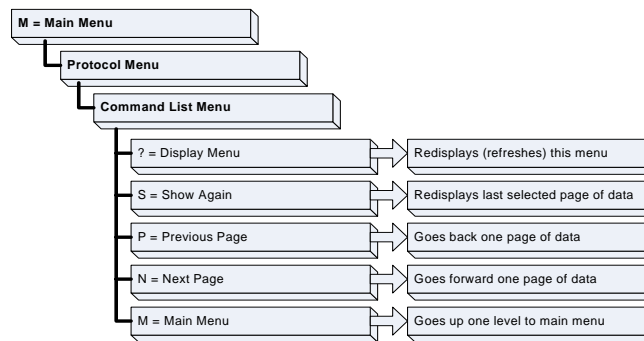 M = Main Menu
Protocol Menu
Command List Menu
? = Display Menu
Redisplays (refreshes) this menu
S = Show Again
Redisplays last selected page of data
P = Previous Page
Goes back one page of data
N = Next Page
Goes forward one page of data
M = Main Menu
Goes up one level to main menu